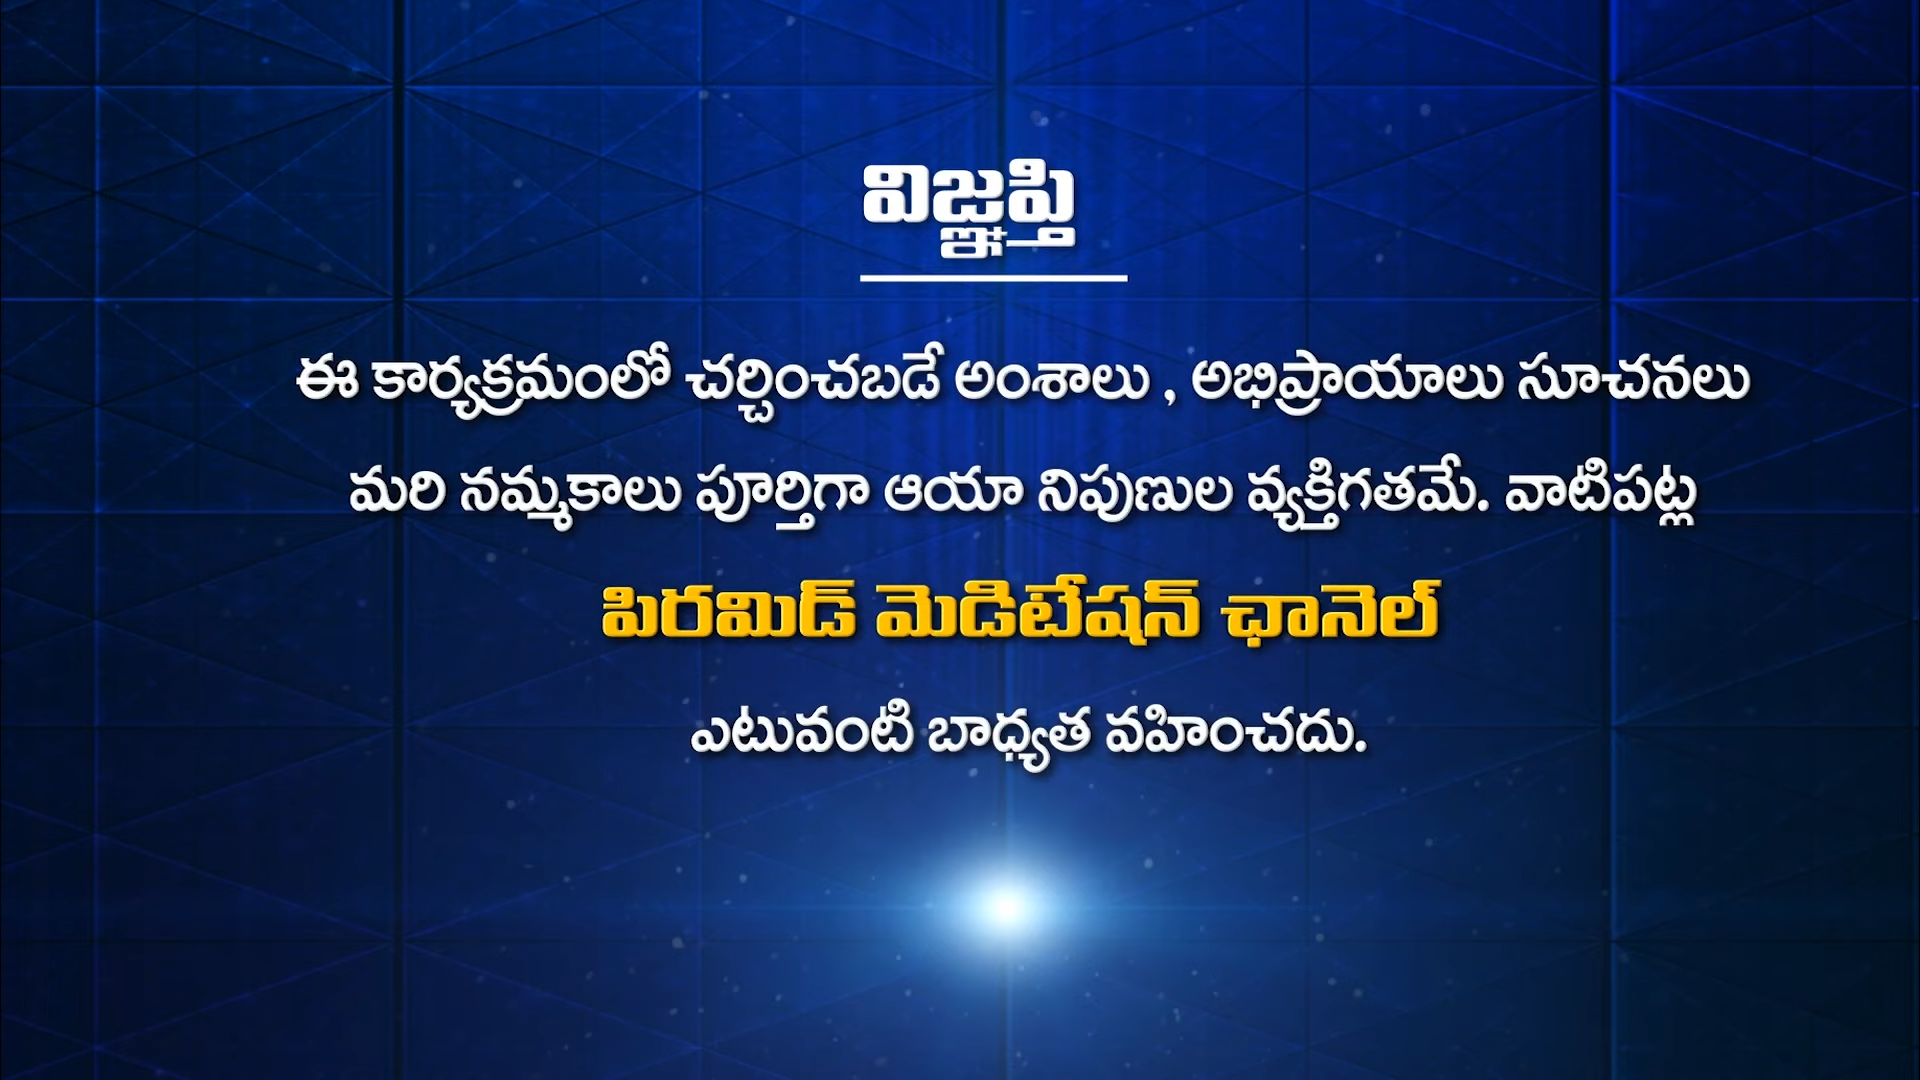 విజ్ఞప్తి
ఈ కార్యక్రమంలో చర్చించబడే అంశాలు , అభిప్రాయాలు సూచనలు
మరి నమ్మకాలు పూర్తిగా ఆయా నిపుణుల వ్యక్తిగతమే. వాటిపట్ల
పిరమిడ్ మెడిటేషన్ ఛానెల్
ఎటువంటి బాధ్యత వహించదు.